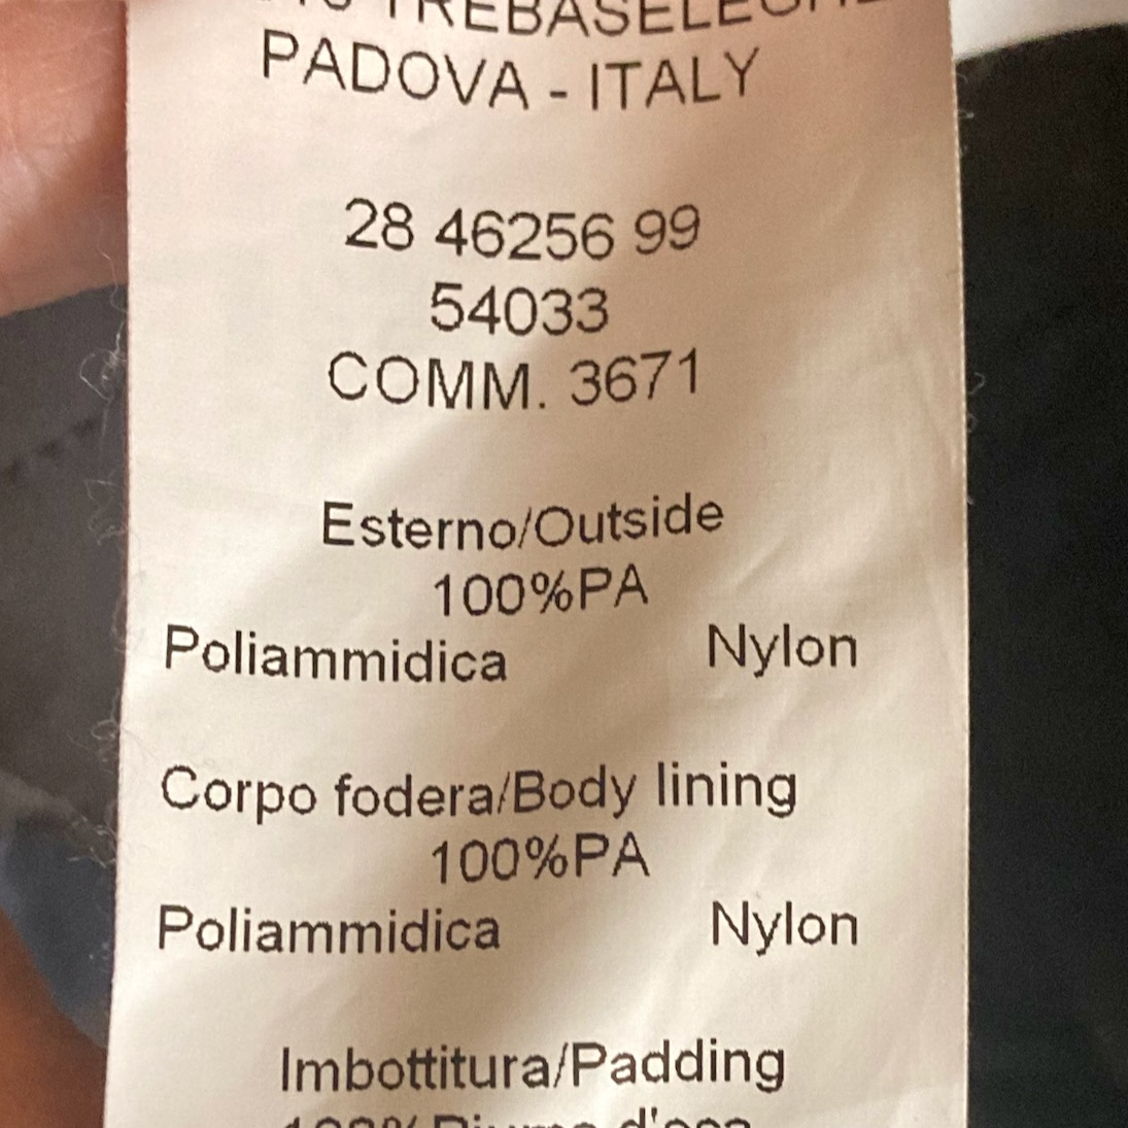 TREBASELEGHE
PADOVA - ITALY
28 46256 99
54033
COMM. 3671
Esterno/Outside
100%PA
Poliammidica Nylon
Corpo fodera/Body lining
100%PA
Poliammidica Nylon
Imbottitura/Padding